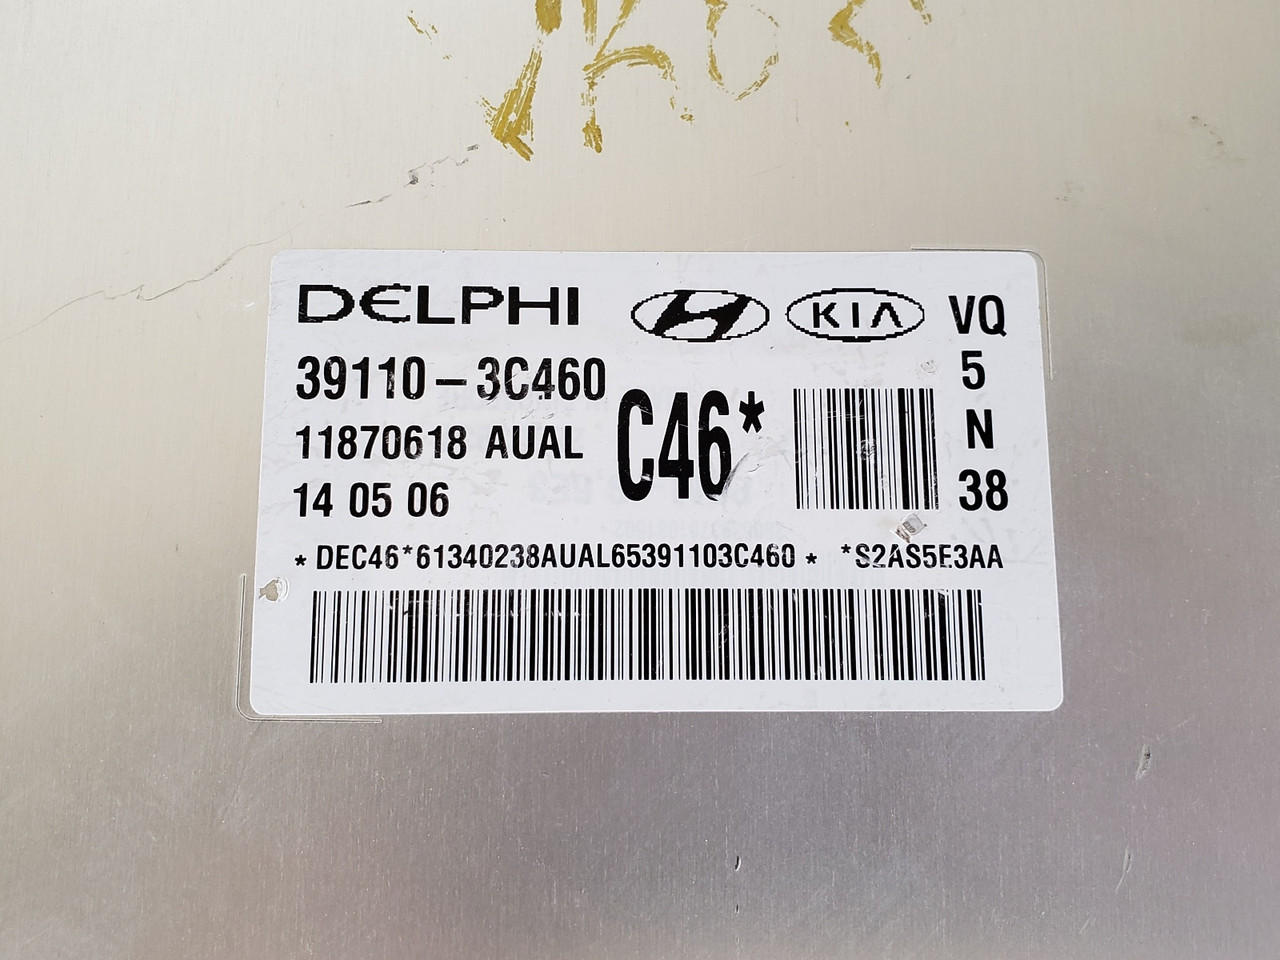 DELPHI
KIA
VQ
39110-3C460
5
11870618 AUAL
C46*
N
14 05 06
38
*DEC46*61340238AUAL65391103C460* *S2AS5E3AA